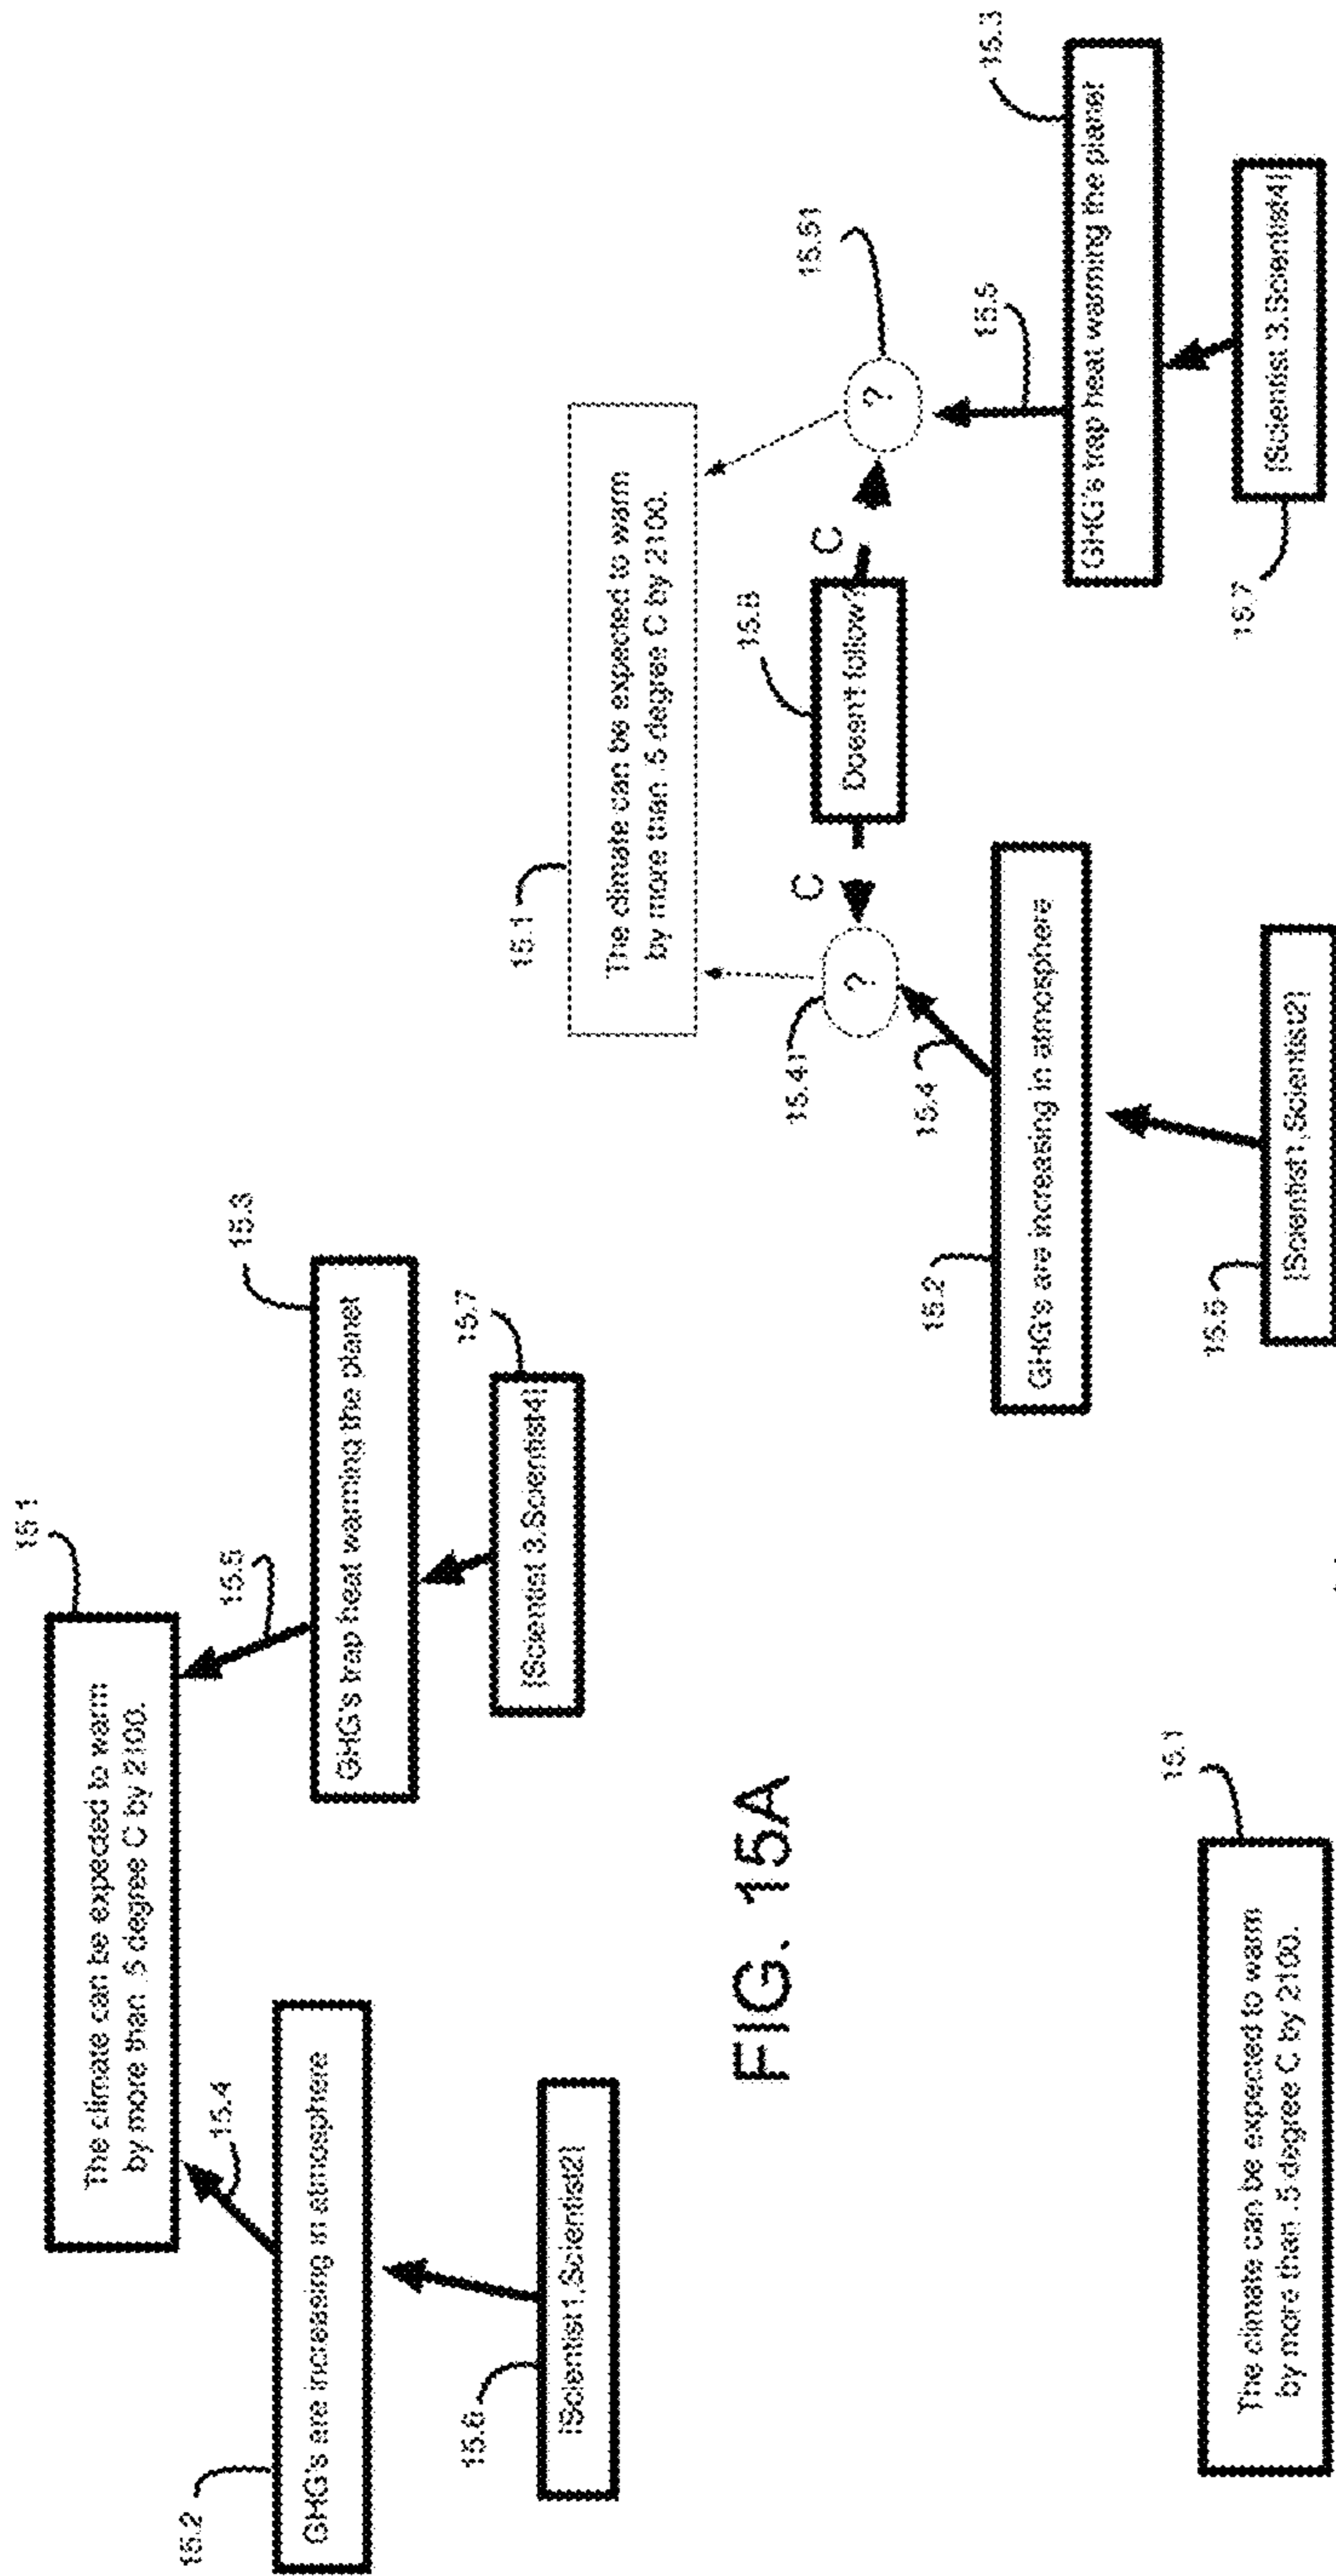 15.1
The climate can be expected to warm
by more than .5 degree C by 2100.
15.4
15.5
15.2
15.3
GHG's are increasing in atmosphere
GHG's trap heat warming the planet
15.6
15.7
[Scientist1,Scientist2]
[Scientist 3,Scientist4]
FIG. 15A
15.1
The climate can be expected to warm
by more than .5 degree C by 2100.
15.1
The climate can be expected to warm
by more than .5 degree C by 2100.
15.41
15.8
15.51
?
C
Doesn't follow
C
?
15.4
15.5
15.2
15.3
GHG's are increasing in atmosphere
GHG's trap heat warming the planet
15.6
15.7
[Scientist1,Scientist2]
[Scientist 3,Scientist4]